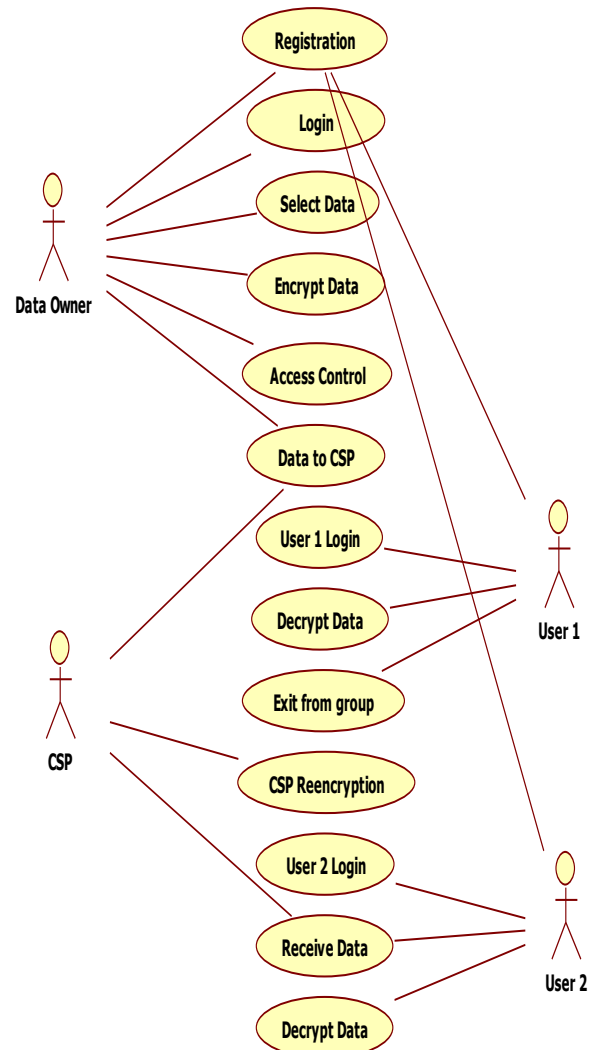 Registration
Login
Select Data
Encrypt Data
Data Owner
Access Control
Data to CSP
User 1 Login
Decrypt Data
User 1
Exit from group
CSP
CSP Reencryption
User 2 Login
Receive Data
User 2
Decrypt Data